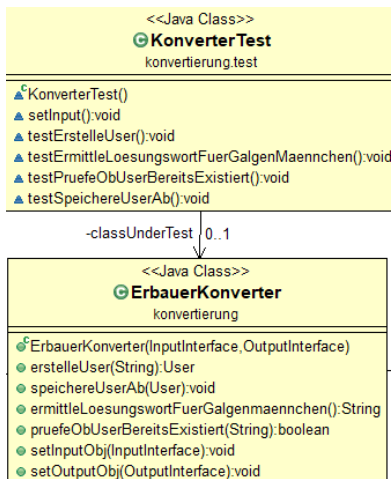 <<Java Class>>
KonverterTest
konvertierung.test
KonverterTest()
setInput():void
testErstelleUser():void
testErmittleLoesungswortFuerGalgenMaennchen():void
testPruefeObUserBereitsExistiert():void
testSpeichereUserAb():void
-classUnderTest 0..1
<<Java Class>>
ErbauerKonverter
konvertierung
ErbauerKonverter(InputInterface,OutputInterface)
erstelleUser(String):User
speichereUserAb(User):void
ermittleLoesungswortFuerGalgenmaennchen():String
pruefeObUserBereitsExistiert(String):boolean
setInputObj(InputInterface):void
setOutputObj(OutputInterface):void